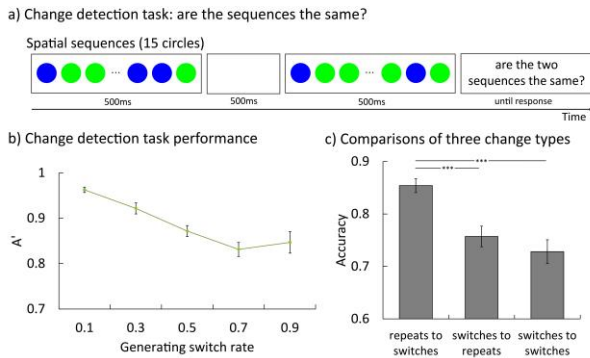 a) Change detection task: are the sequences the same?
Spatial sequences (15 circles)
...
...
are the two
sequences the same?
500ms
500ms
500ms
until response
Time
b) Change detection task performance
A'
1
0.9
0.8
0.7
0.1 0.3 0.5 0.7 0.9
Generating switch rate
c) Comparisons of three change types
Accuracy
0.9
0.8
0.7
0.6
***
***
repeats to
switches
switches to
repeats
switches to
switches